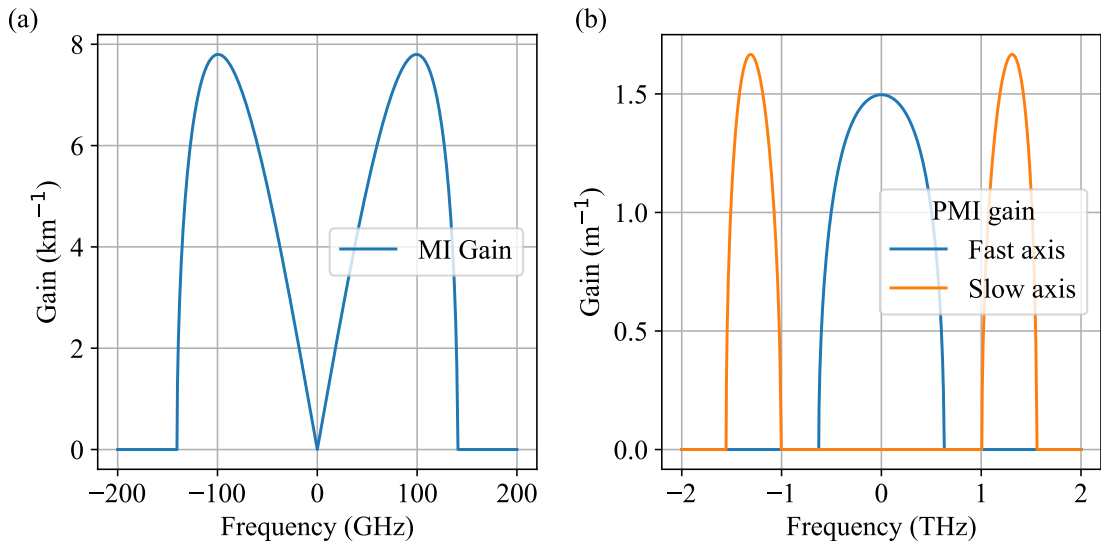 (a)
8
6
4
2
0
Gain (km⁻¹)
MI Gain
−200
−100
0
100
200
Frequency (GHz)
(b)
1.5
1.0
0.5
0.0
Gain (m⁻¹)
PMI gain
Fast axis
Slow axis
−2
−1
0
1
2
Frequency (THz)